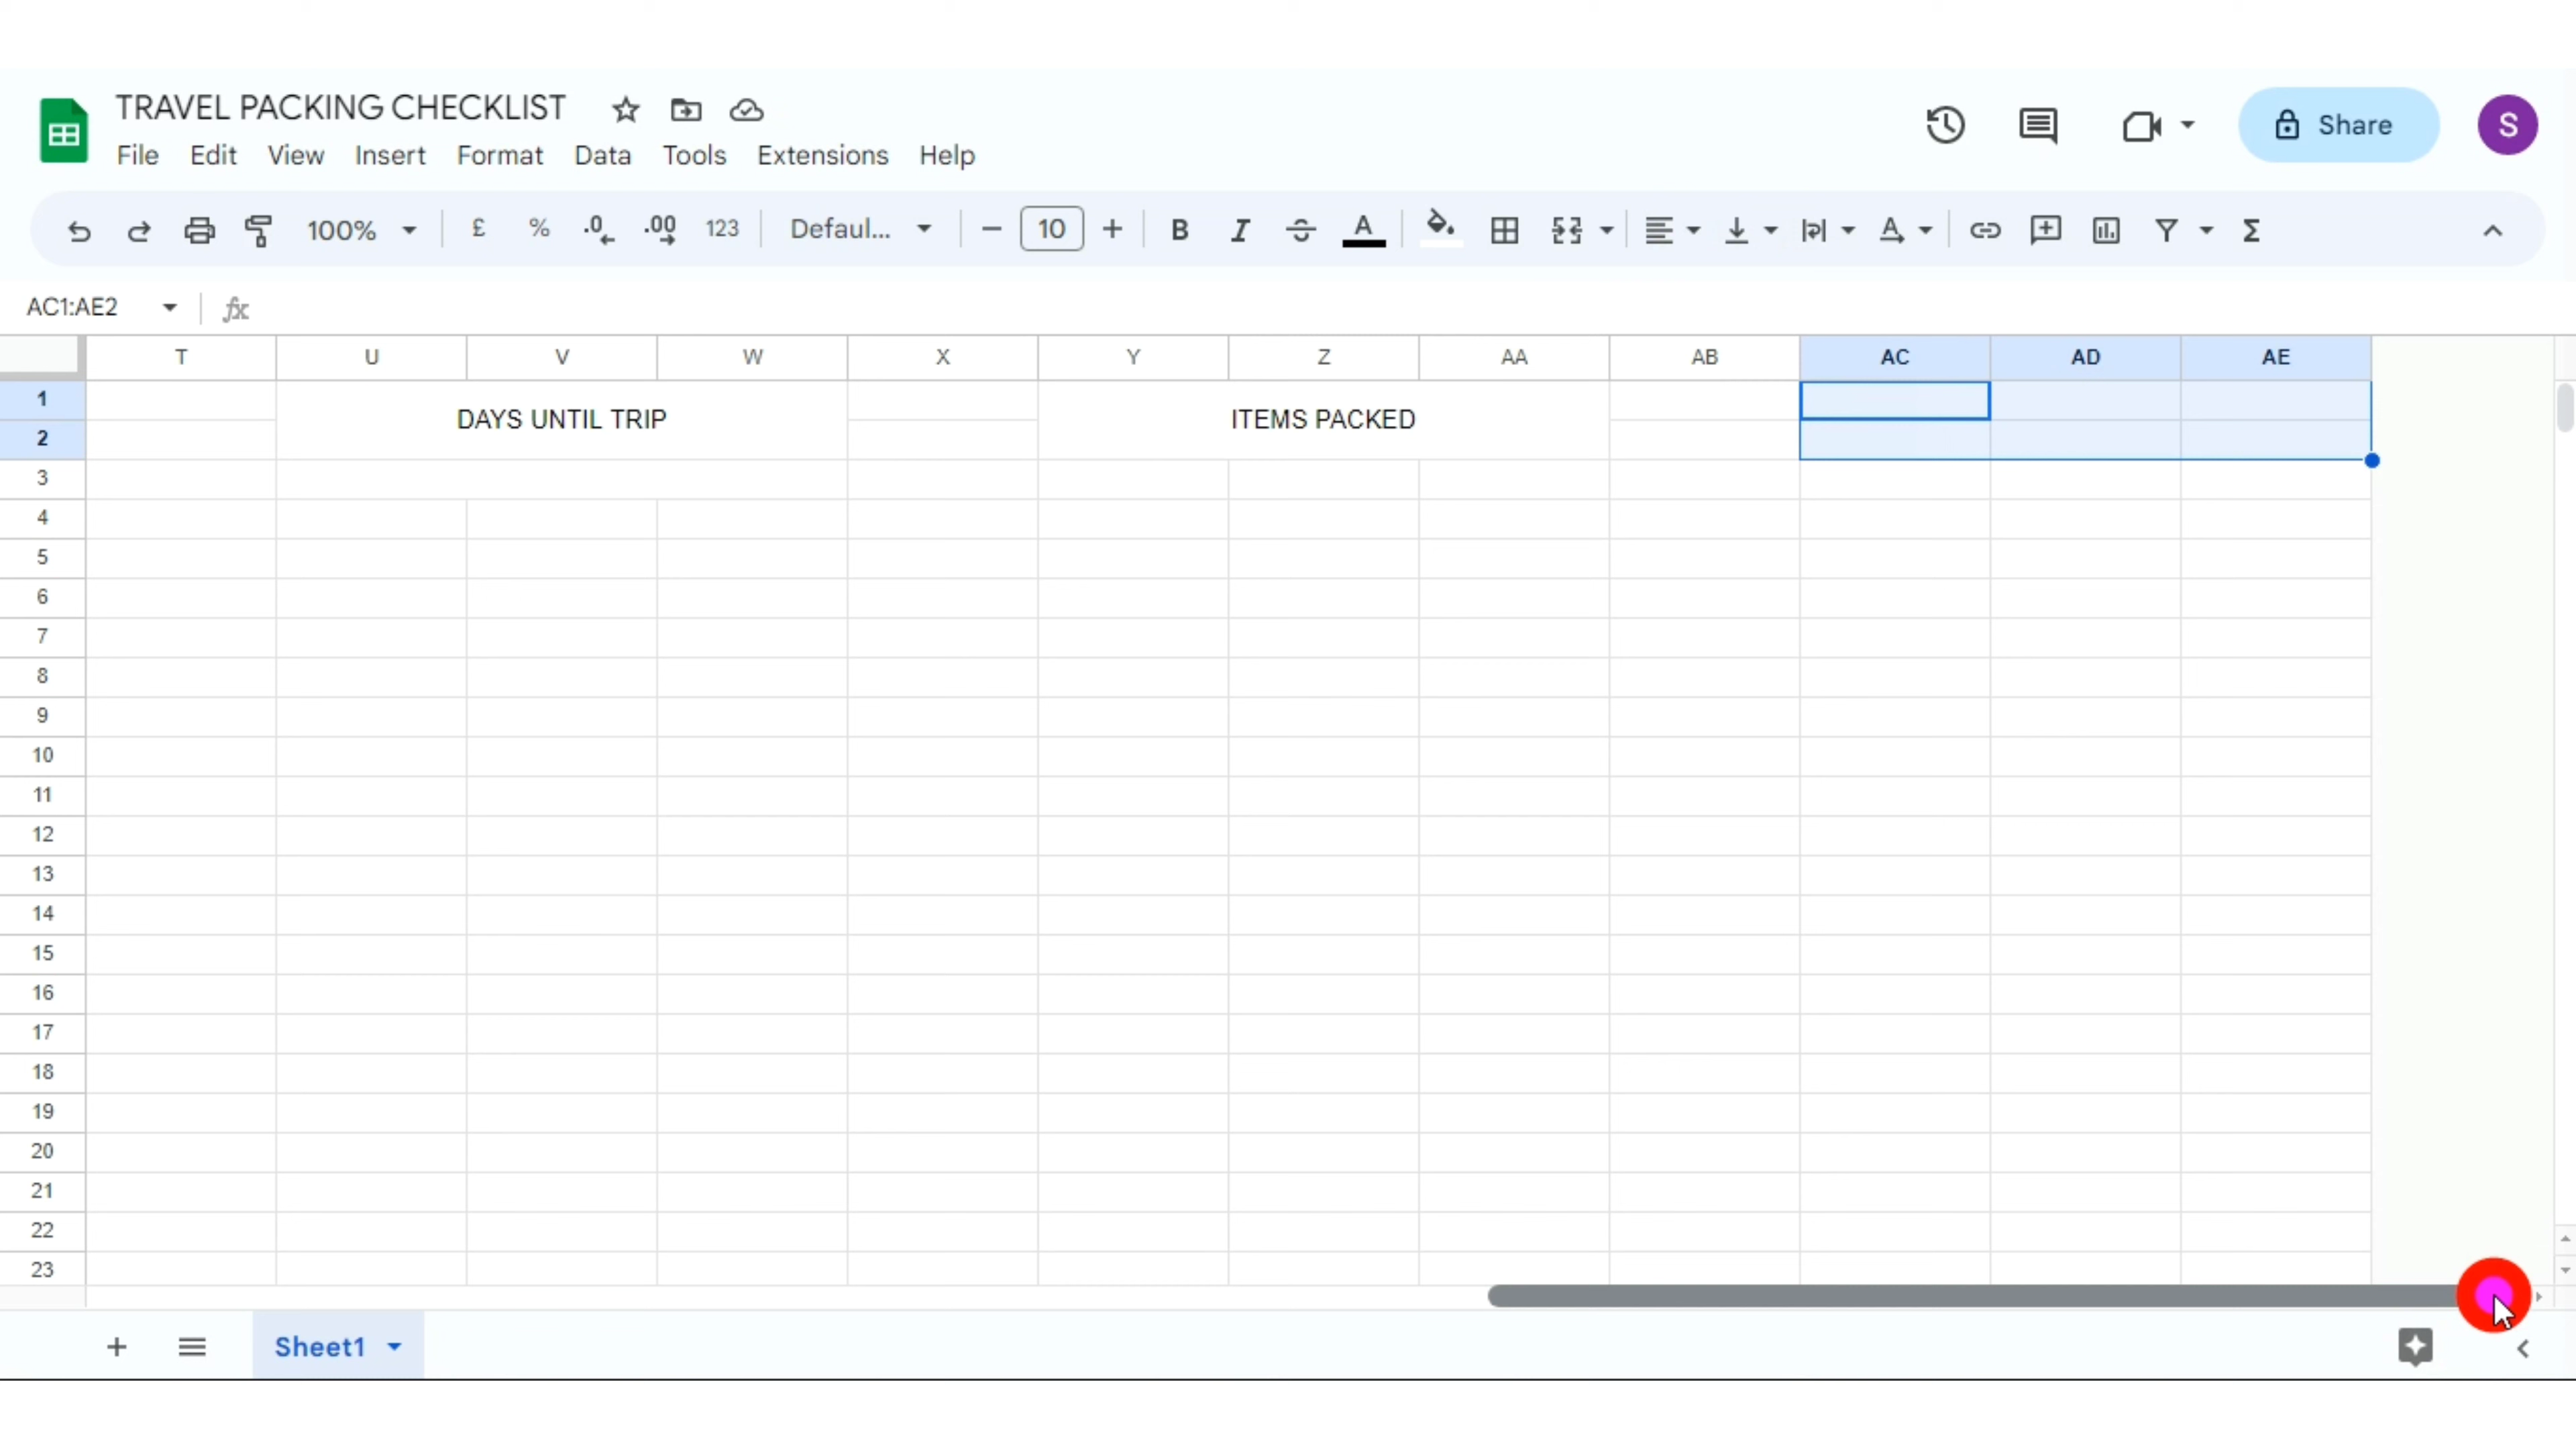 TRAVEL PACKING CHECKLIST
File Edit View Insert Format Data Tools Extensions Help
Share
S
100% £ % .0 .00 123 Defaul... 10 B I A A Σ
AC1:AE2 fx
T U V W X Y Z AA AB AC AD AE
1
DAYS UNTIL TRIP ITEMS PACKED
2
3
4
5
6
7
8
9
10
11
12
13
14
15
16
17
18
19
20
21
22
23
Sheet1